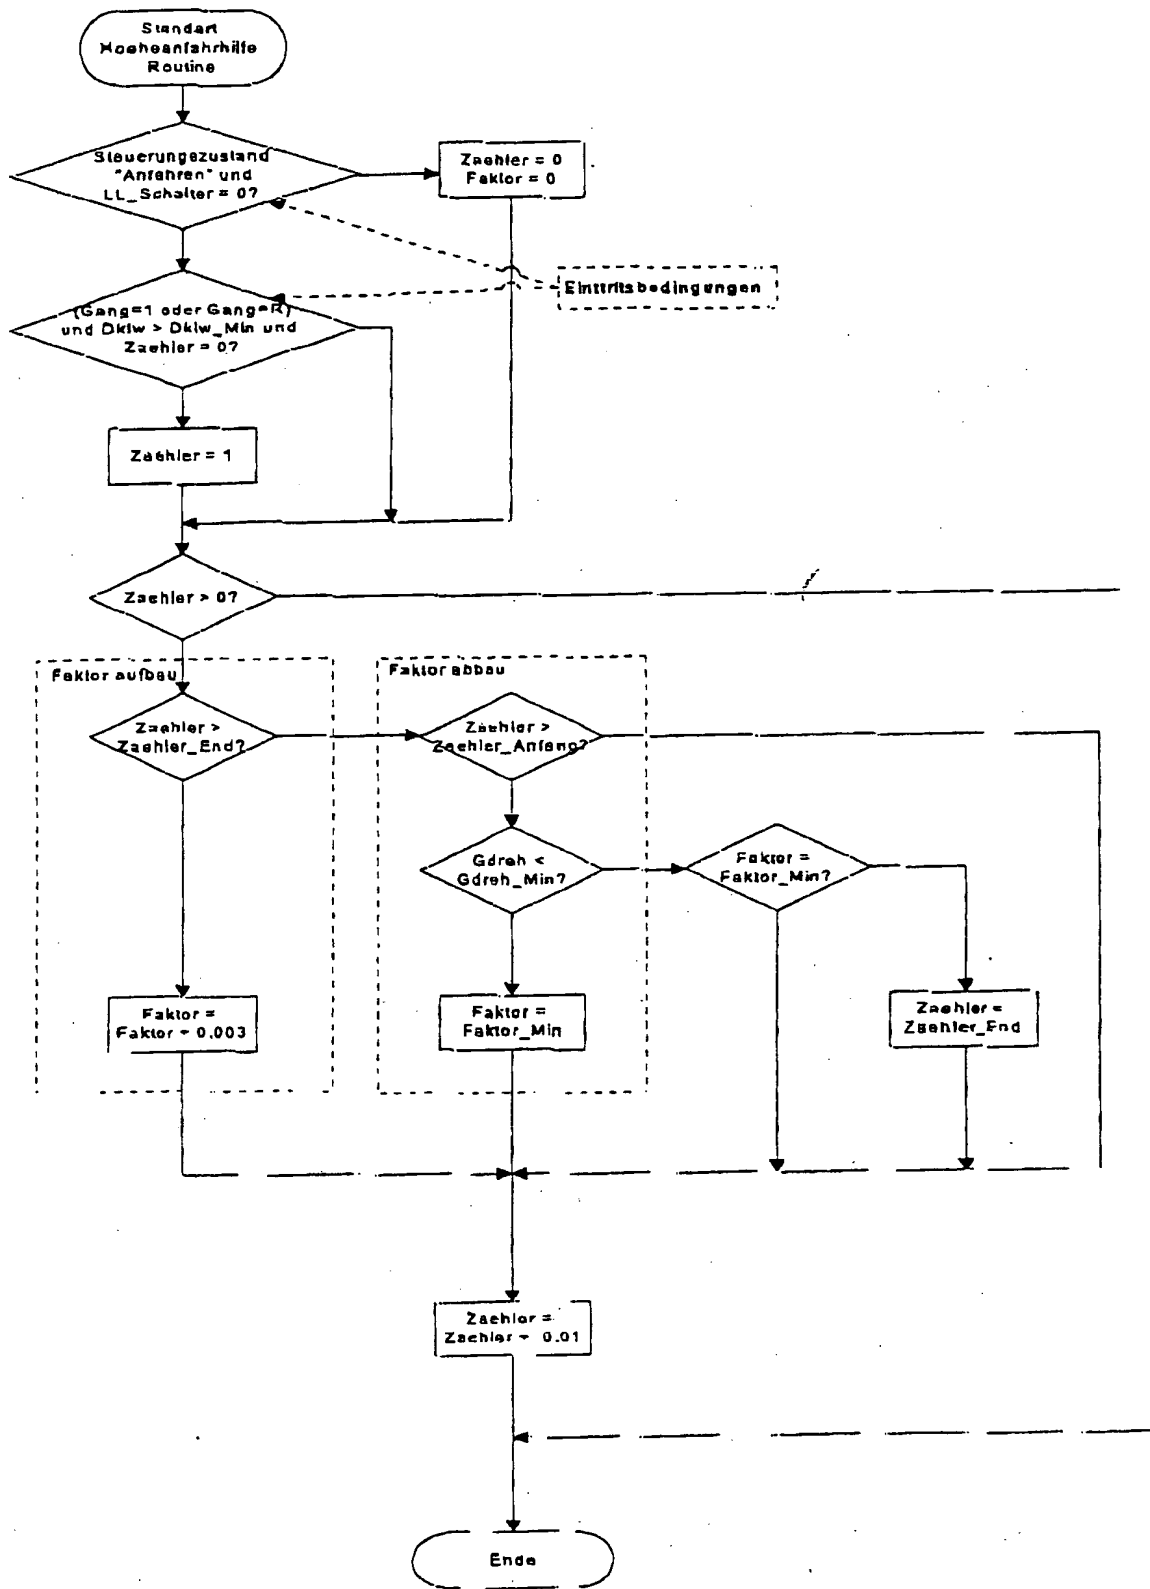 Standart
Hoeheanfahrhilfe
Routine
Steuerungszustand
"Anfahren" und
LL_Schalter = 0?
Zaehler = 0
Faktor = 0
Eintrittsbedingungen
(Gang=1 oder Gang=R)
und Dklw > Dklw_Min und
Zaehler = 0?
Zaehler = 1
Zaehler > 0?
Faktor aufbau
Faktor abbau
Zaehler >
Zaehler_End?
Zaehler >
Zaehler_Anfang?
Gdreh <
Gdreh_Min?
Faktor =
Faktor_Min?
Faktor =
Faktor + 0.003
Faktor =
Faktor_Min
Zaehler =
Zaehler_End
Zaehler =
Zaehler + 0.01
Ende